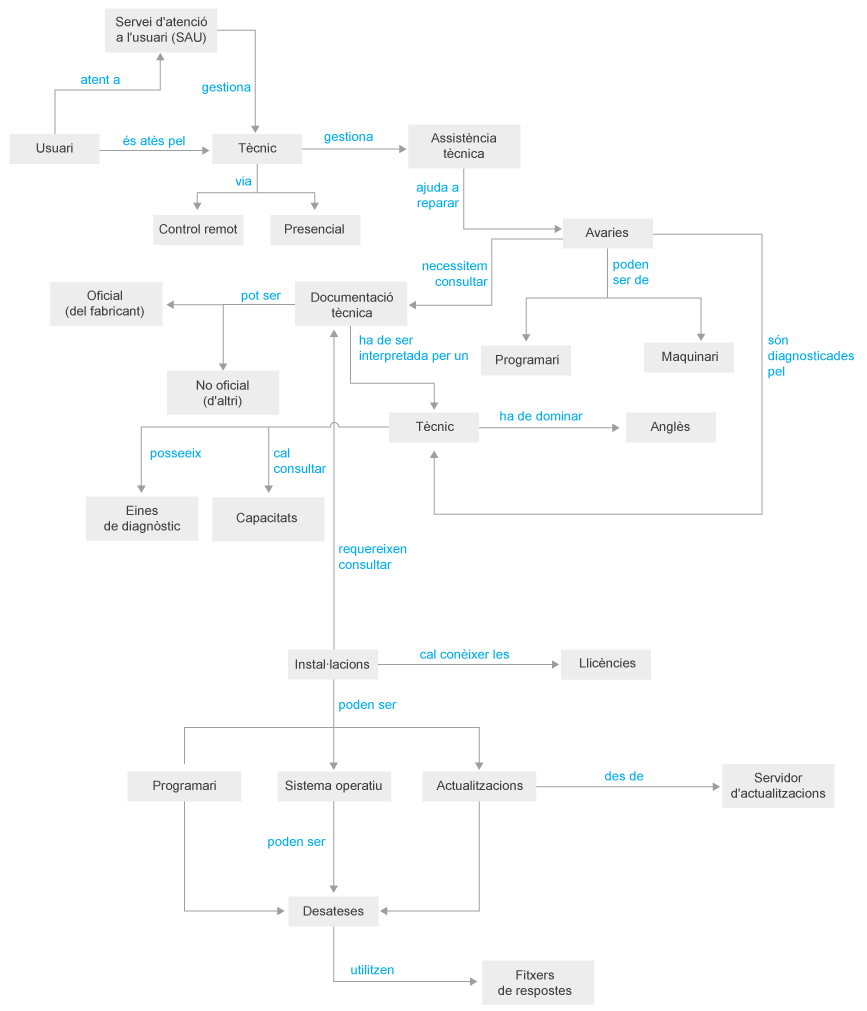 Servei d'atenció
a l'usuari (SAU)
atent a
gestiona
Usuari
és atès pel
Tècnic
gestiona
Assistència
tècnica
via
ajuda a
reparar
Control remot
Presencial
Avaries
necessitem
consultar
poden
ser de
Oficial
(del fabricant)
pot ser
Documentació
tècnica
ha de ser
interpretada per un
Programari
Maquinari
són
diagnosticades
pel
No oficial
(d'altri)
Tècnic
ha de dominar
Anglès
posseeix
cal
consultar
Eines
de diagnòstic
Capacitats
requereixen
consultar
Instal·lacions
cal conèixer les
Llicències
poden ser
Programari
Sistema operatiu
Actualitzacions
des de
Servidor
d'actualitzacions
poden ser
Desateses
utilitzen
Fitxers
de respostes